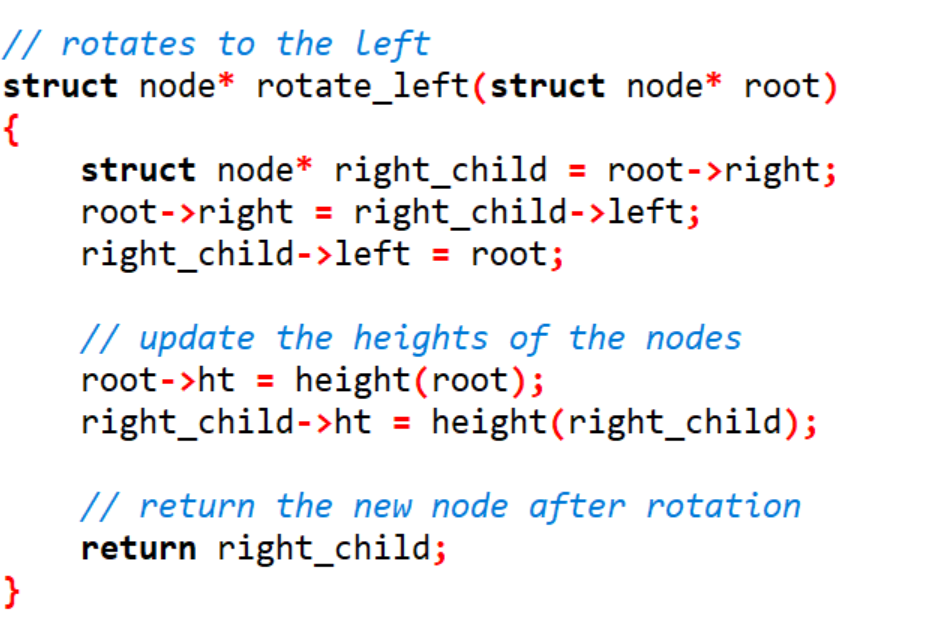 // rotates to the left
struct node* rotate_left(struct node* root)
{
    struct node* right_child = root->right;
    root->right = right_child->left;
    right_child->left = root;

    // update the heights of the nodes
    root->ht = height(root);
    right_child->ht = height(right_child);

    // return the new node after rotation
    return right_child;
}